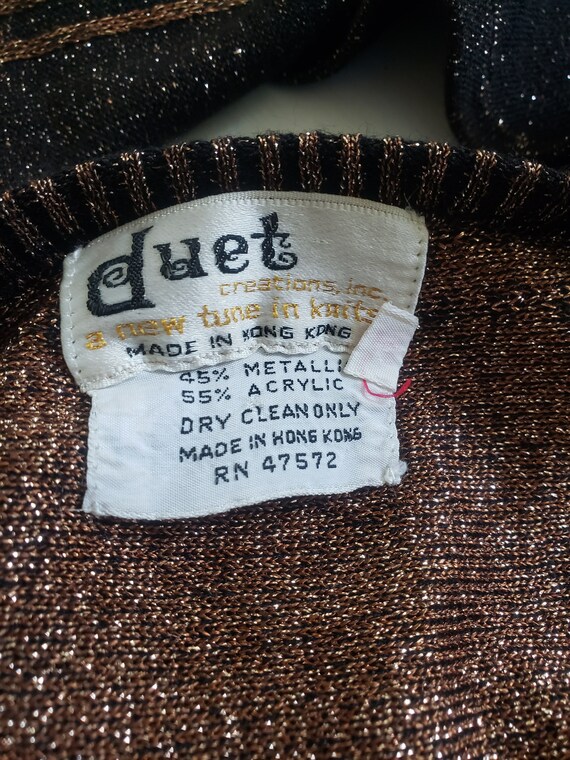 duet
creations, inc.
a new tune in knits
MADE IN HONG KONG
45% METALLIC
55% ACRYLIC
DRY CLEAN ONLY
MADE IN HONG KONG
RN 47572